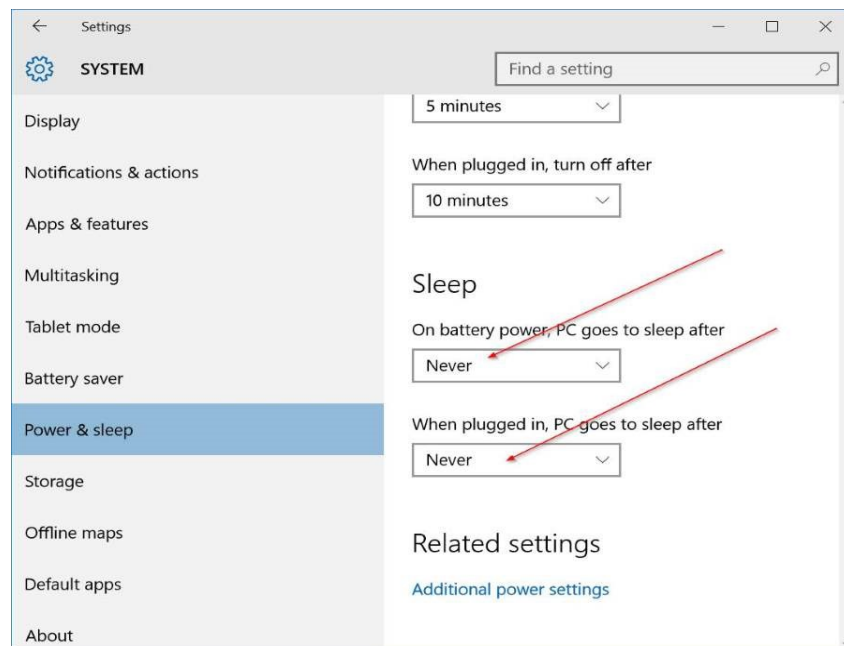 Settings
SYSTEM
Find a setting
Display
Notifications & actions
Apps & features
Multitasking
Tablet mode
Battery saver
Power & sleep
Storage
Offline maps
Default apps
About
5 minutes
When plugged in, turn off after
10 minutes
Sleep
On battery power, PC goes to sleep after
Never
When plugged in, PC goes to sleep after
Never
Related settings
Additional power settings